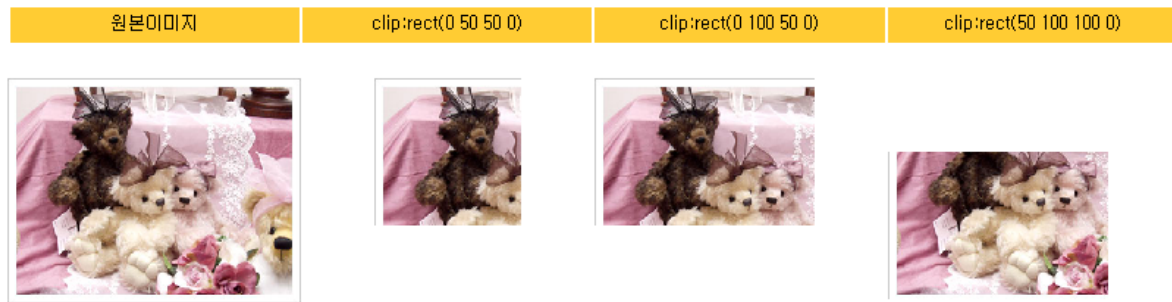 원본이미지
clip:rect(0 50 50 0)
clip:rect(0 100 50 0)
clip:rect(50 100 100 0)